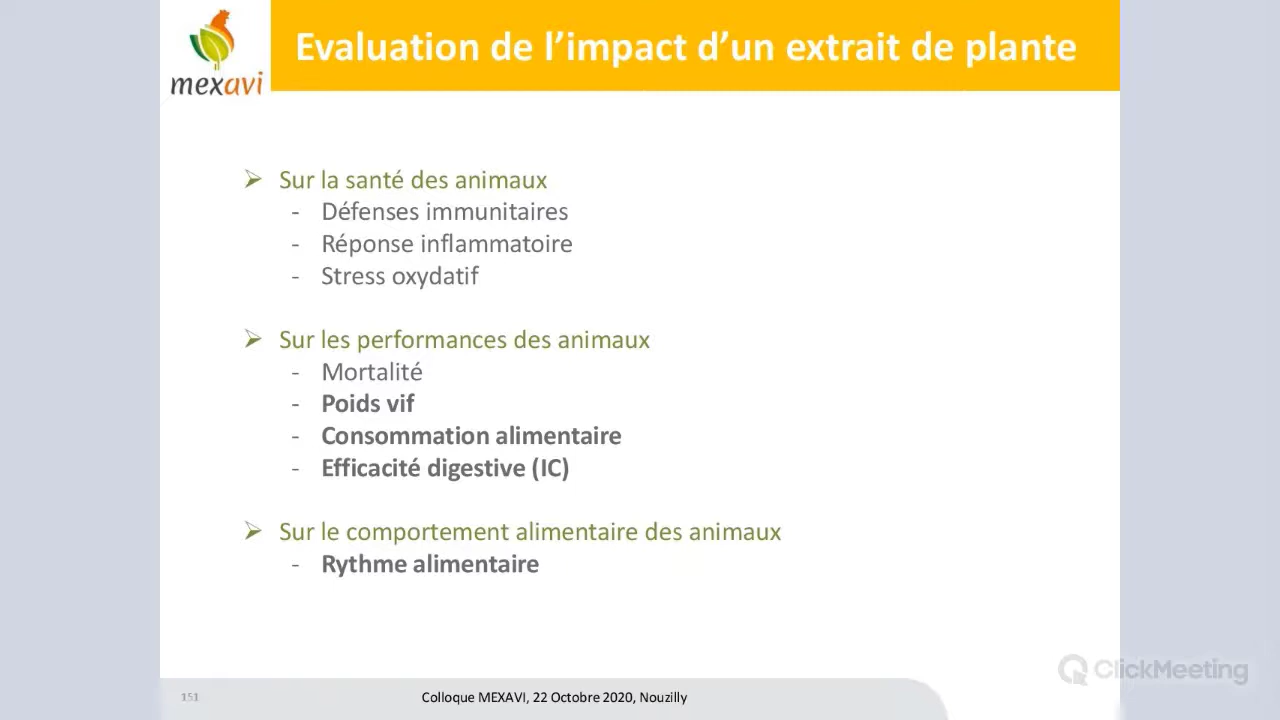 mexavi
Evaluation de l’impact d’un extrait de plante
➢ Sur la santé des animaux
- Défenses immunitaires
- Réponse inflammatoire
- Stress oxydatif
➢ Sur les performances des animaux
- Mortalité
- Poids vif
- Consommation alimentaire
- Efficacité digestive (IC)
➢ Sur le comportement alimentaire des animaux
- Rythme alimentaire
ClickMeeting
151
Colloque MEXAVI, 22 Octobre 2020, Nouzilly